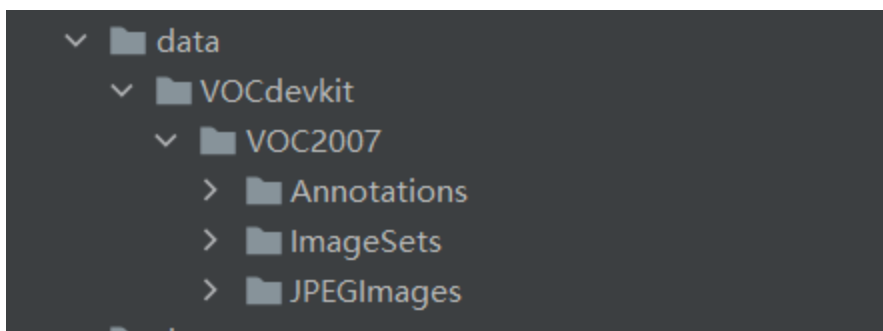 data
VOCdevkit
VOC2007
Annotations
ImageSets
JPEGImages